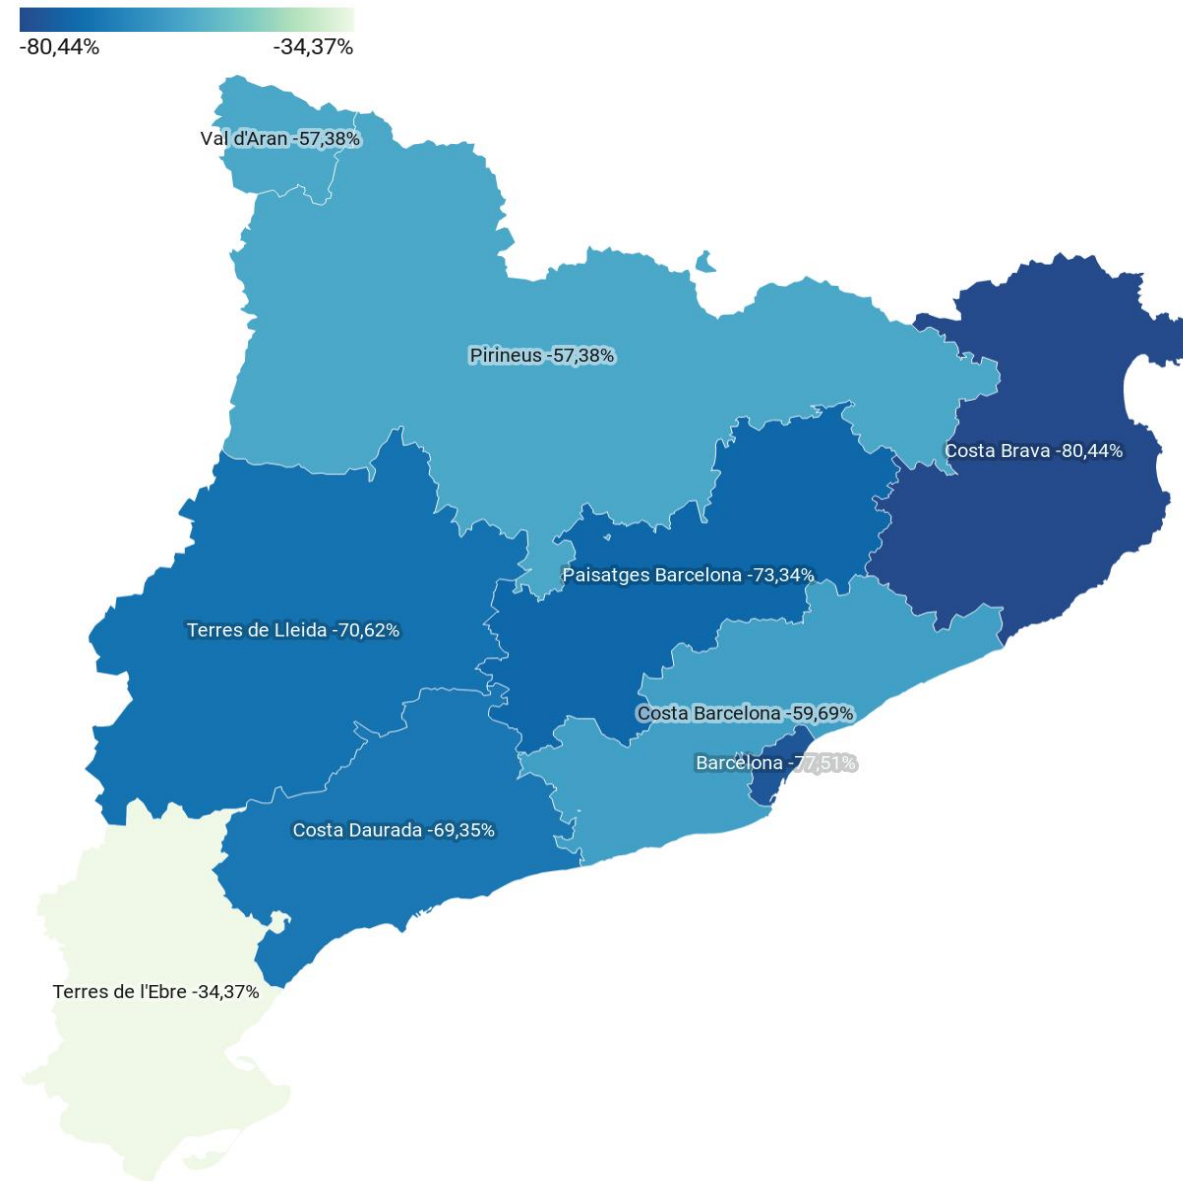 -80,44%
-34,37%
Val d'Aran -57,38%
Pirineus -57,38%
Costa Brava -80,44%
Paisatges Barcelona -73,34%
Terres de Lleida -70,62%
Costa Barcelona -59,69%
Barcelona -77,51%
Costa Daurada -69,35%
Terres de l'Ebre -34,37%